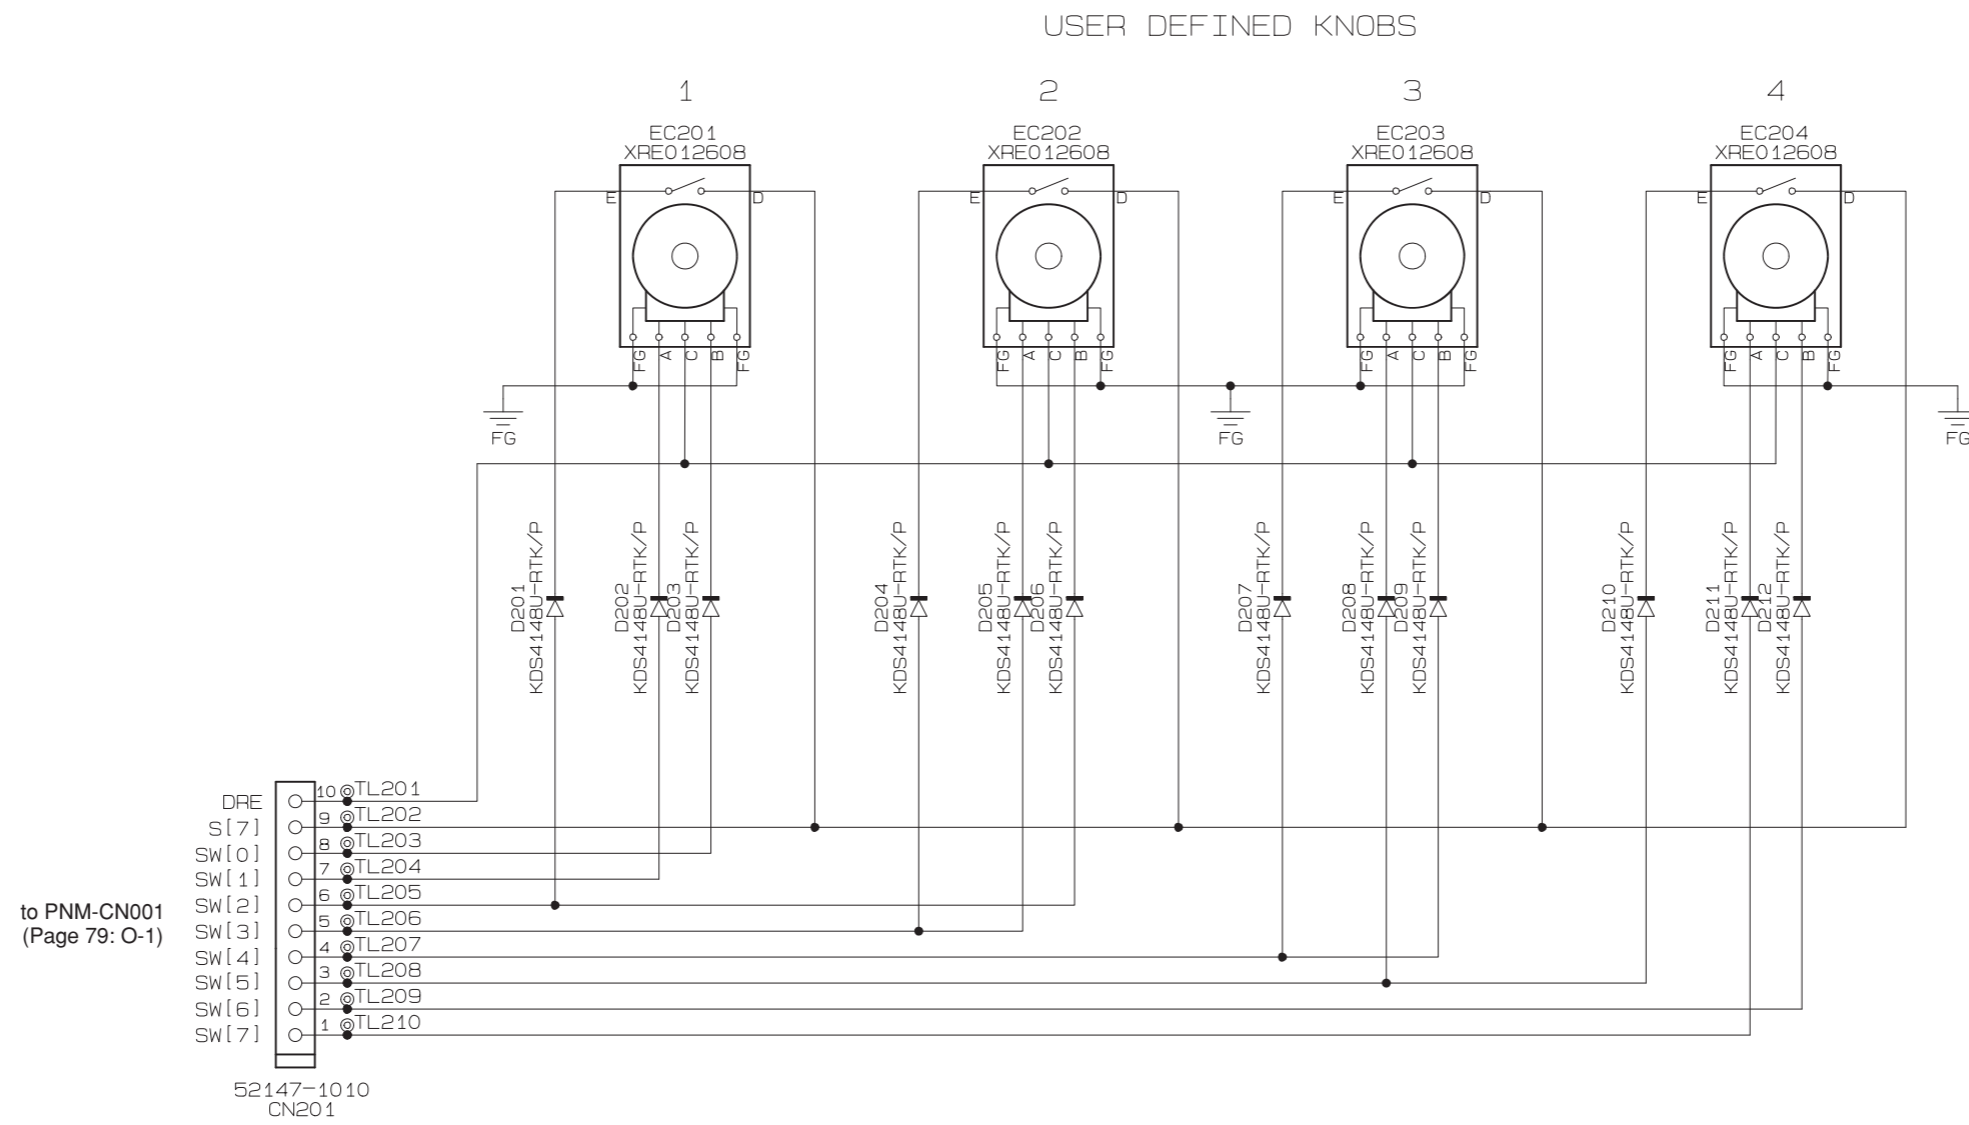 USER DEFINED KNOBS
1 2 3 4
EC201 EC202 EC203 EC204
XRE012608 XRE012608 XRE012608 XRE012608
E D E D E D E D
FG A C B FG FG A C B FG FG A C B FG FG A C B FG
FG FG FG
D201
KDS4148U-RTK/P
D202
KDS4148U-RTK/P
D203
KDS4148U-RTK/P
D204
KDS4148U-RTK/P
D205
KDS4148U-RTK/P
D206
KDS4148U-RTK/P
D207
KDS4148U-RTK/P
D208
KDS4148U-RTK/P
D209
KDS4148U-RTK/P
D210
KDS4148U-RTK/P
D211
KDS4148U-RTK/P
D212
KDS4148U-RTK/P
DRE 10 TL201
S[7] 9 TL202
SW[0] 8 TL203
SW[1] 7 TL204
SW[2] 6 TL205
SW[3] 5 TL206
SW[4] 4 TL207
SW[5] 3 TL208
SW[6] 2 TL209
SW[7] 1 TL210
to PNM-CN001
(Page 79: O-1)
52147-1010
CN201